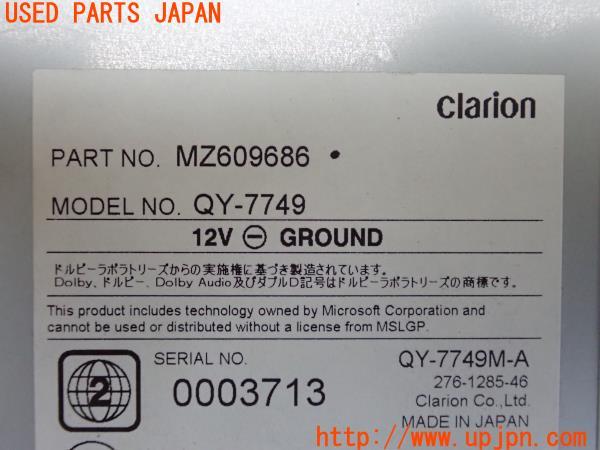 USED PARTS JAPAN
clarion
PART NO. MZ609686 •
MODEL NO. QY-7749
12V ⊖ GROUND
ドルビーラボラトリーズからの実施権に基づき製造されています。
Dolby、ドルビー、Dolby Audio及びダブルD記号はドルビーラボラトリーズの商標です。
This product includes technology owned by Microsoft Corporation and
cannot be used or distributed without a license from MSLGP.
2
SERIAL NO.
0003713
QY-7749M-A
276-1285-46
Clarion Co.,Ltd.
MADE IN JAPAN
http://www.upjpn.com